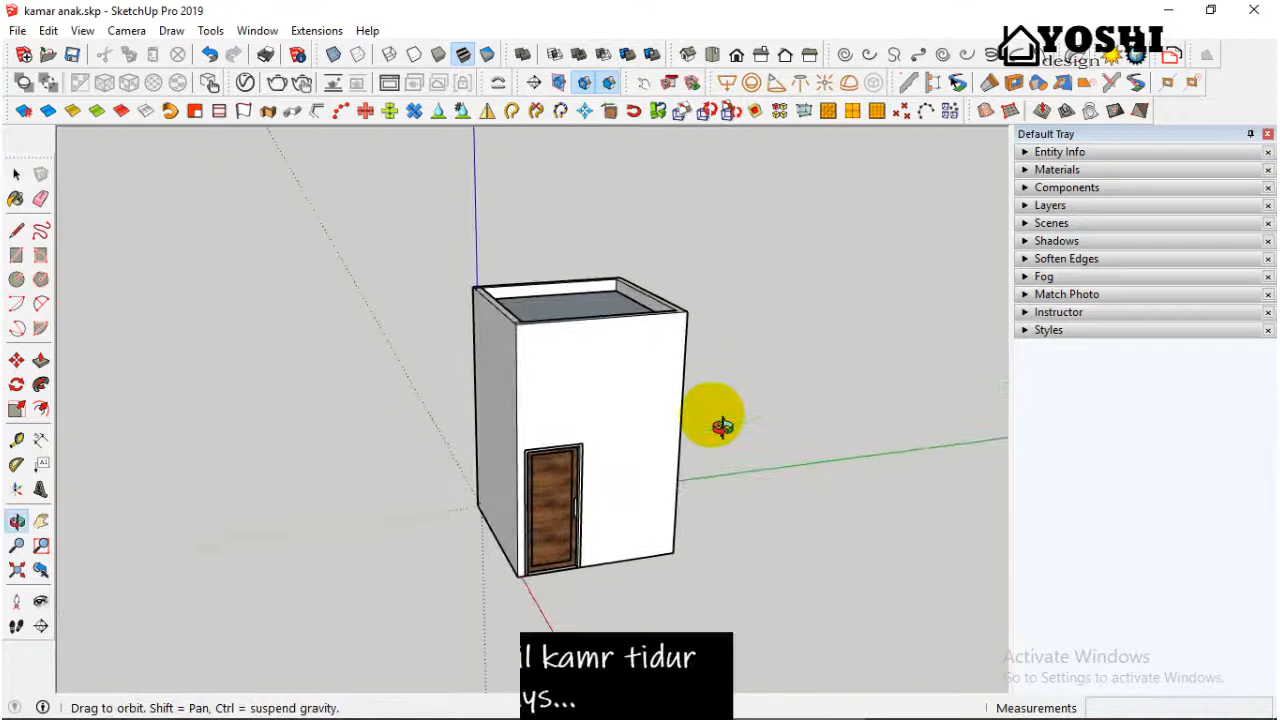 kamar anak.skp - SketchUp Pro 2019
File Edit View Camera Draw Tools Window Extensions Help
YOSHI
design
Default Tray
Entity Info
Materials
Components
Layers
Scenes
Shadows
Soften Edges
Fog
Match Photo
Instructor
Styles
il kamr tidur
ys...
Activate Windows
Go to Settings to activate Windows.
Drag to orbit. Shift = Pan, Ctrl = suspend gravity.
Measurements